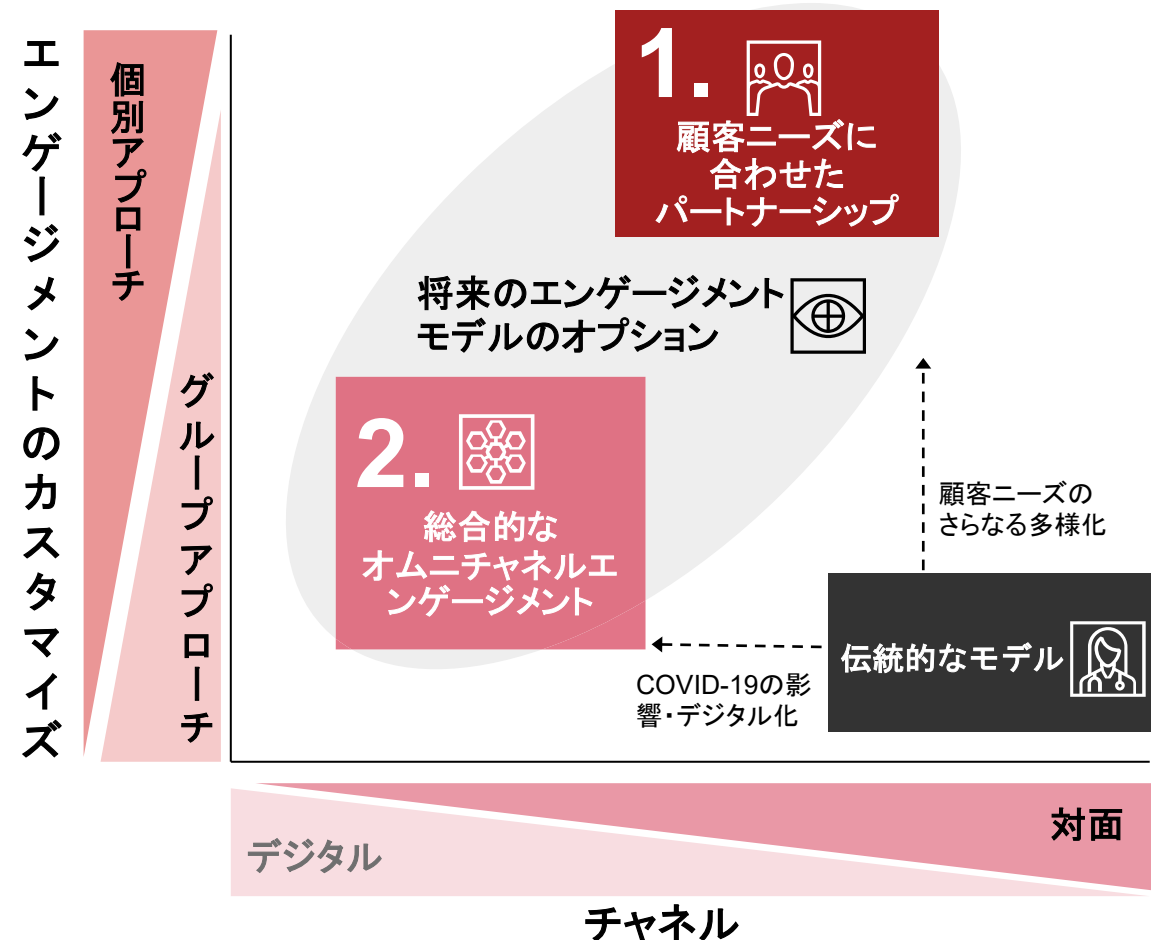 エンゲージメントのカスタマイズ
個別アプローチ
グループアプローチ
1.
顧客ニーズに
合わせた
パートナーシップ
将来のエンゲージメント
モデルのオプション
2.
総合的な
オムニチャネルエ
ンゲージメント
顧客ニーズの
さらなる多様化
伝統的なモデル
COVID-19の影
響・デジタル化
対面
デジタル
チャネル